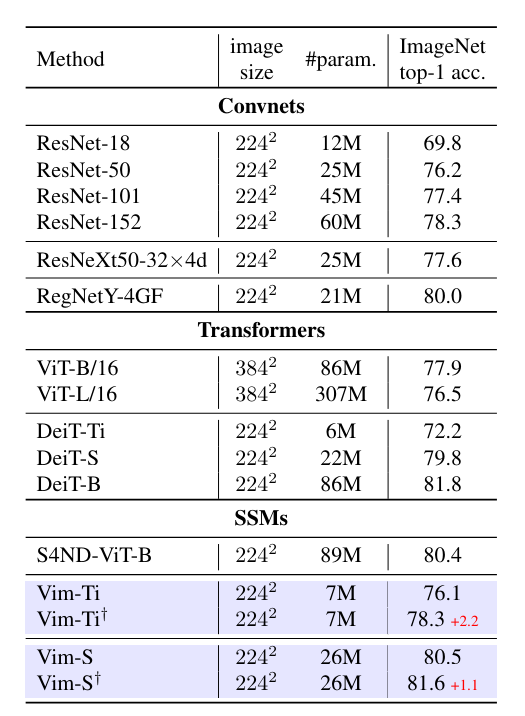 Method image size #param. ImageNet top-1 acc.
Convnets
ResNet-18 224² 12M 69.8
ResNet-50 224² 25M 76.2
ResNet-101 224² 45M 77.4
ResNet-152 224² 60M 78.3
ResNeXt50-32×4d 224² 25M 77.6
RegNetY-4GF 224² 21M 80.0
Transformers
ViT-B/16 384² 86M 77.9
ViT-L/16 384² 307M 76.5
DeiT-Ti 224² 6M 72.2
DeiT-S 224² 22M 79.8
DeiT-B 224² 86M 81.8
SSMs
S4ND-ViT-B 224² 89M 80.4
Vim-Ti 224² 7M 76.1
Vim-Ti† 224² 7M 78.3 +2.2
Vim-S 224² 26M 80.5
Vim-S† 224² 26M 81.6 +1.1